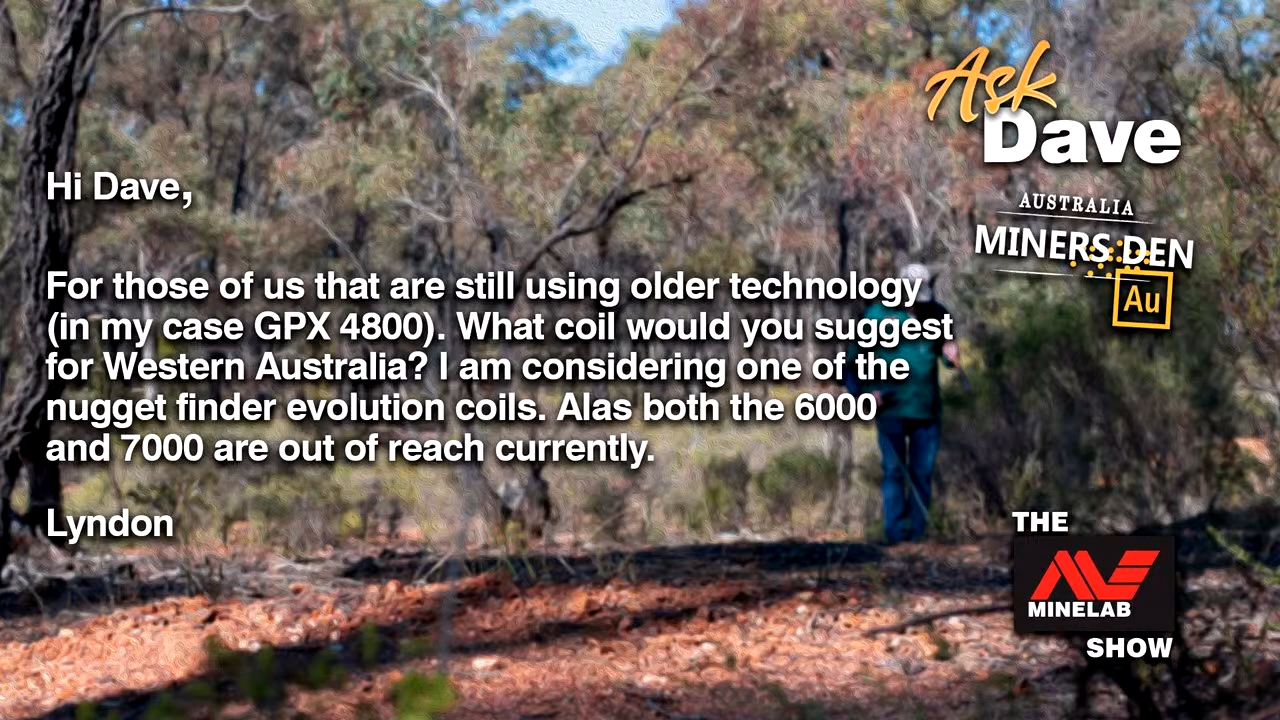 Ask
Dave
AUSTRALIA
MINERS DEN
Au
Hi Dave,
For those of us that are still using older technology
(in my case GPX 4800). What coil would you suggest
for Western Australia? I am considering one of the
nugget finder evolution coils. Alas both the 6000
and 7000 are out of reach currently.
Lyndon
THE
MINELAB
SHOW